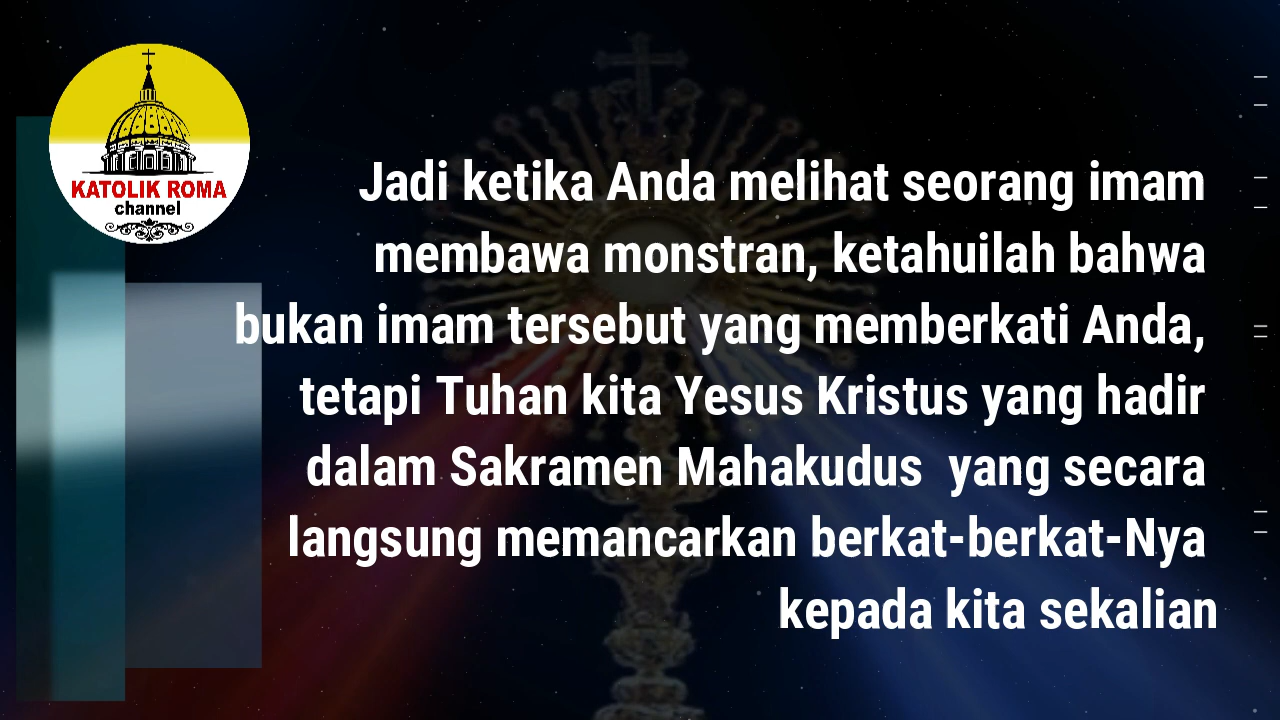 KATOLIK ROMA
channel
Jadi ketika Anda melihat seorang imam
membawa monstran, ketahuilah bahwa
bukan imam tersebut yang memberkati Anda,
tetapi Tuhan kita Yesus Kristus yang hadir
dalam Sakramen Mahakudus  yang secara
langsung memancarkan berkat-berkat-Nya
kepada kita sekalian